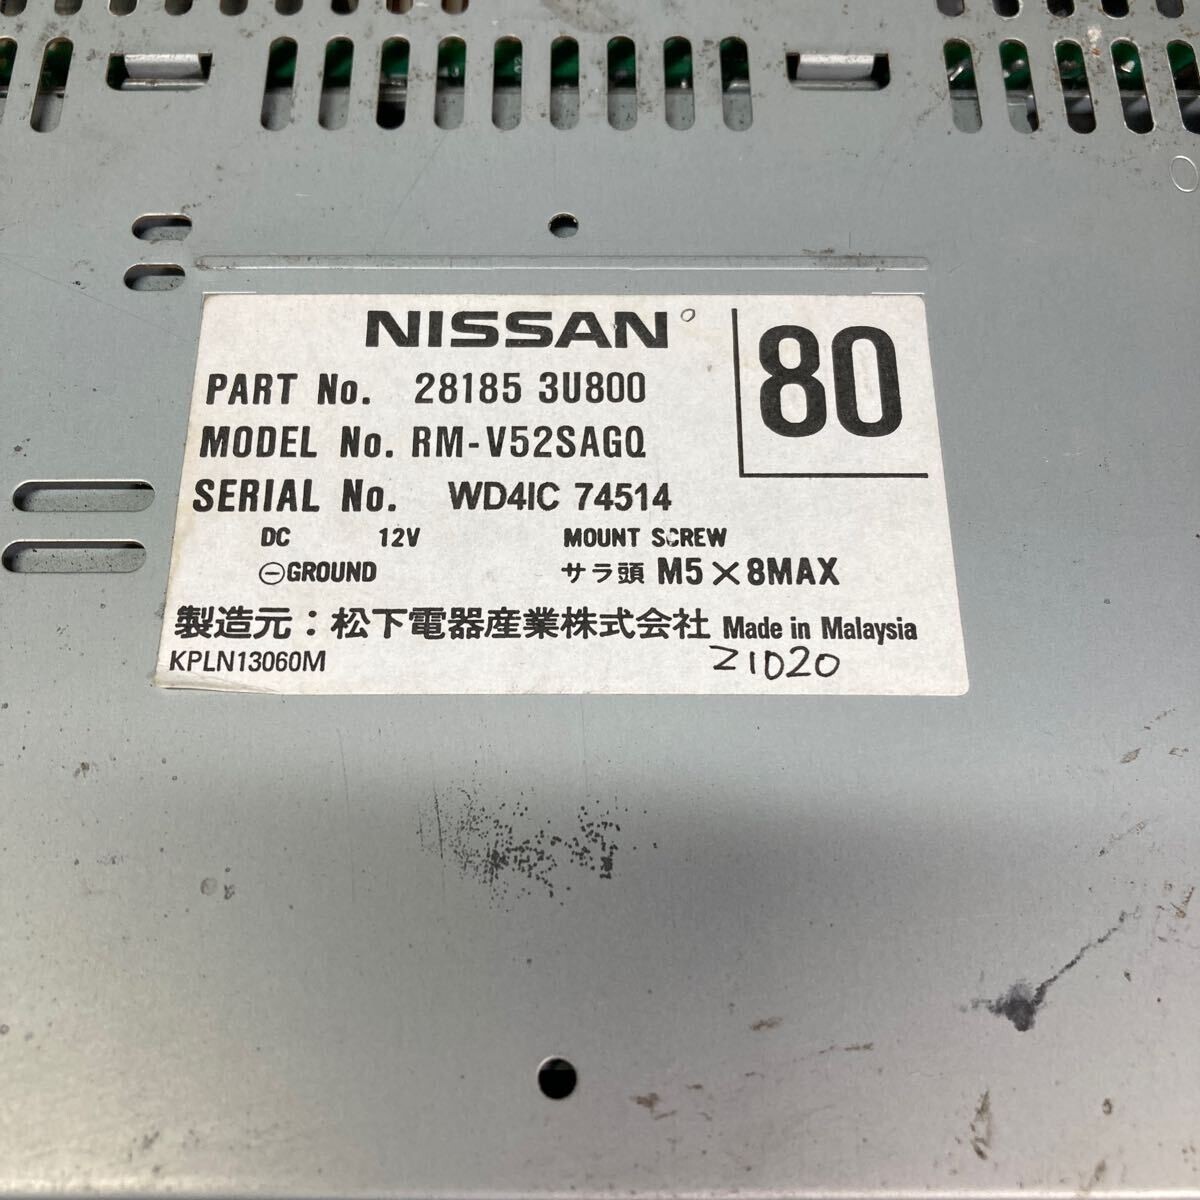 NISSAN
80
PART No. 28185 3U800
MODEL No. RM-V52SAGQ
SERIAL No. WD4IC 74514
DC 12V MOUNT SCREW
⊖GROUND サラ頭 M5×8MAX
製造元：松下電器産業株式会社 Made in Malaysia
KPLN13060M Z1D20